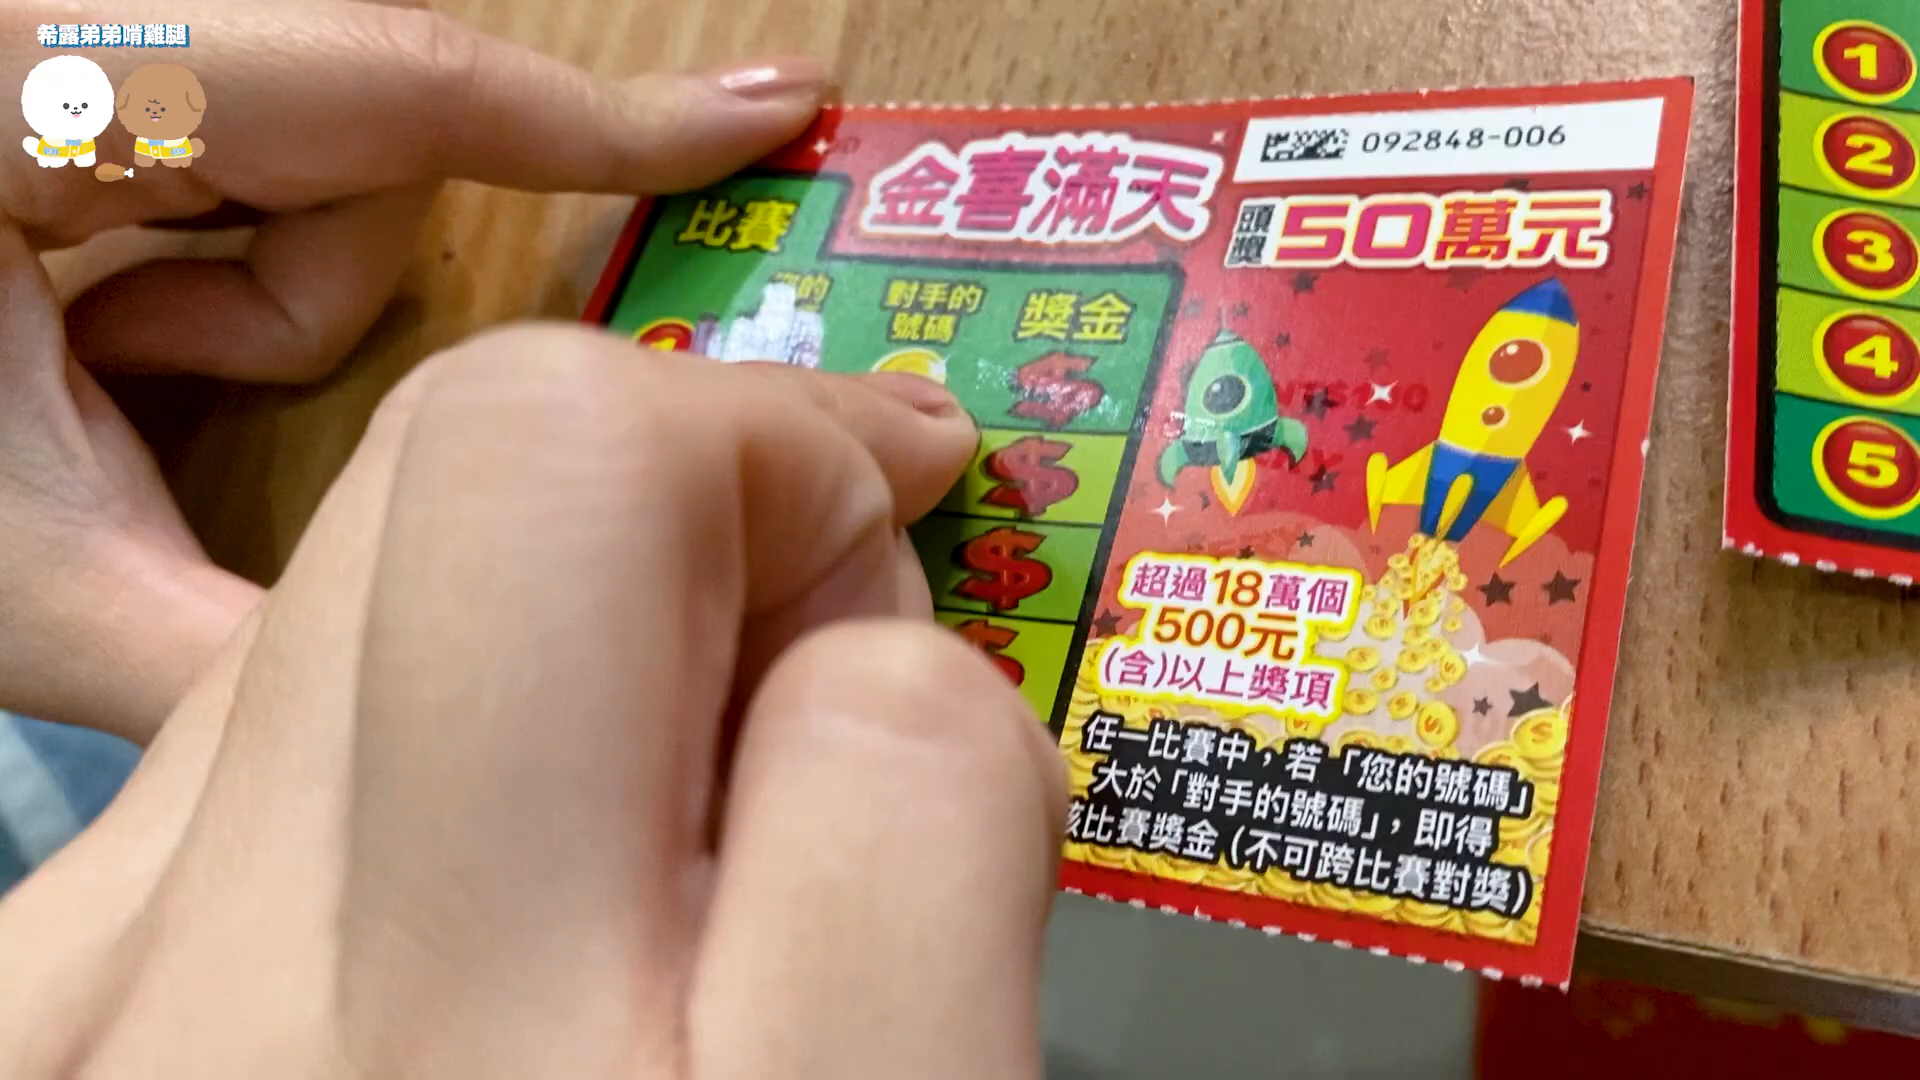 希露弟弟啃雞腿
092848-006
金喜滿天
頭獎 50萬元
比賽
的
對手的
號碼
獎金
超過18萬個
500元
(含)以上獎項
任一比賽中，若「您的號碼」
大於「對手的號碼」，即得
該比賽獎金 (不可跨比賽對獎)
1
2
3
4
5